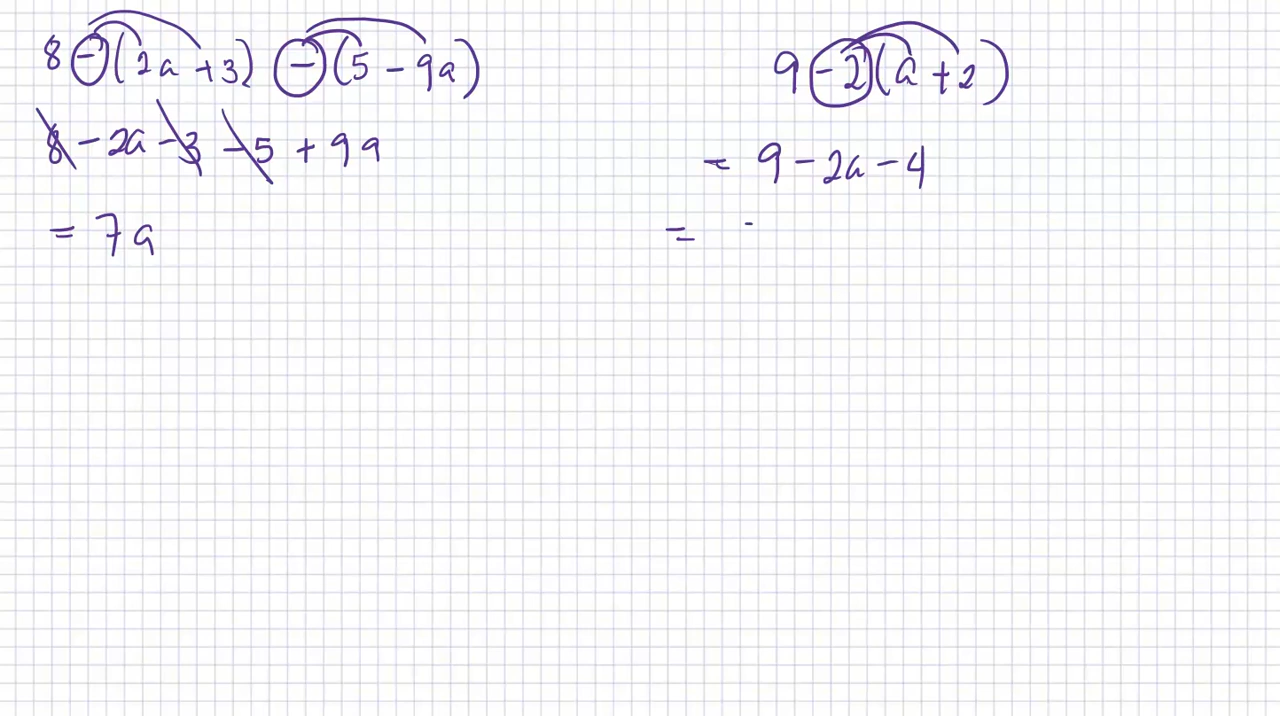 8 - (2a + 3) - (5 - 9a)
8 - 2a - 3 - 5 + 9a
= 7a
9 - 2(a + 2)
= 9 - 2a - 4
=